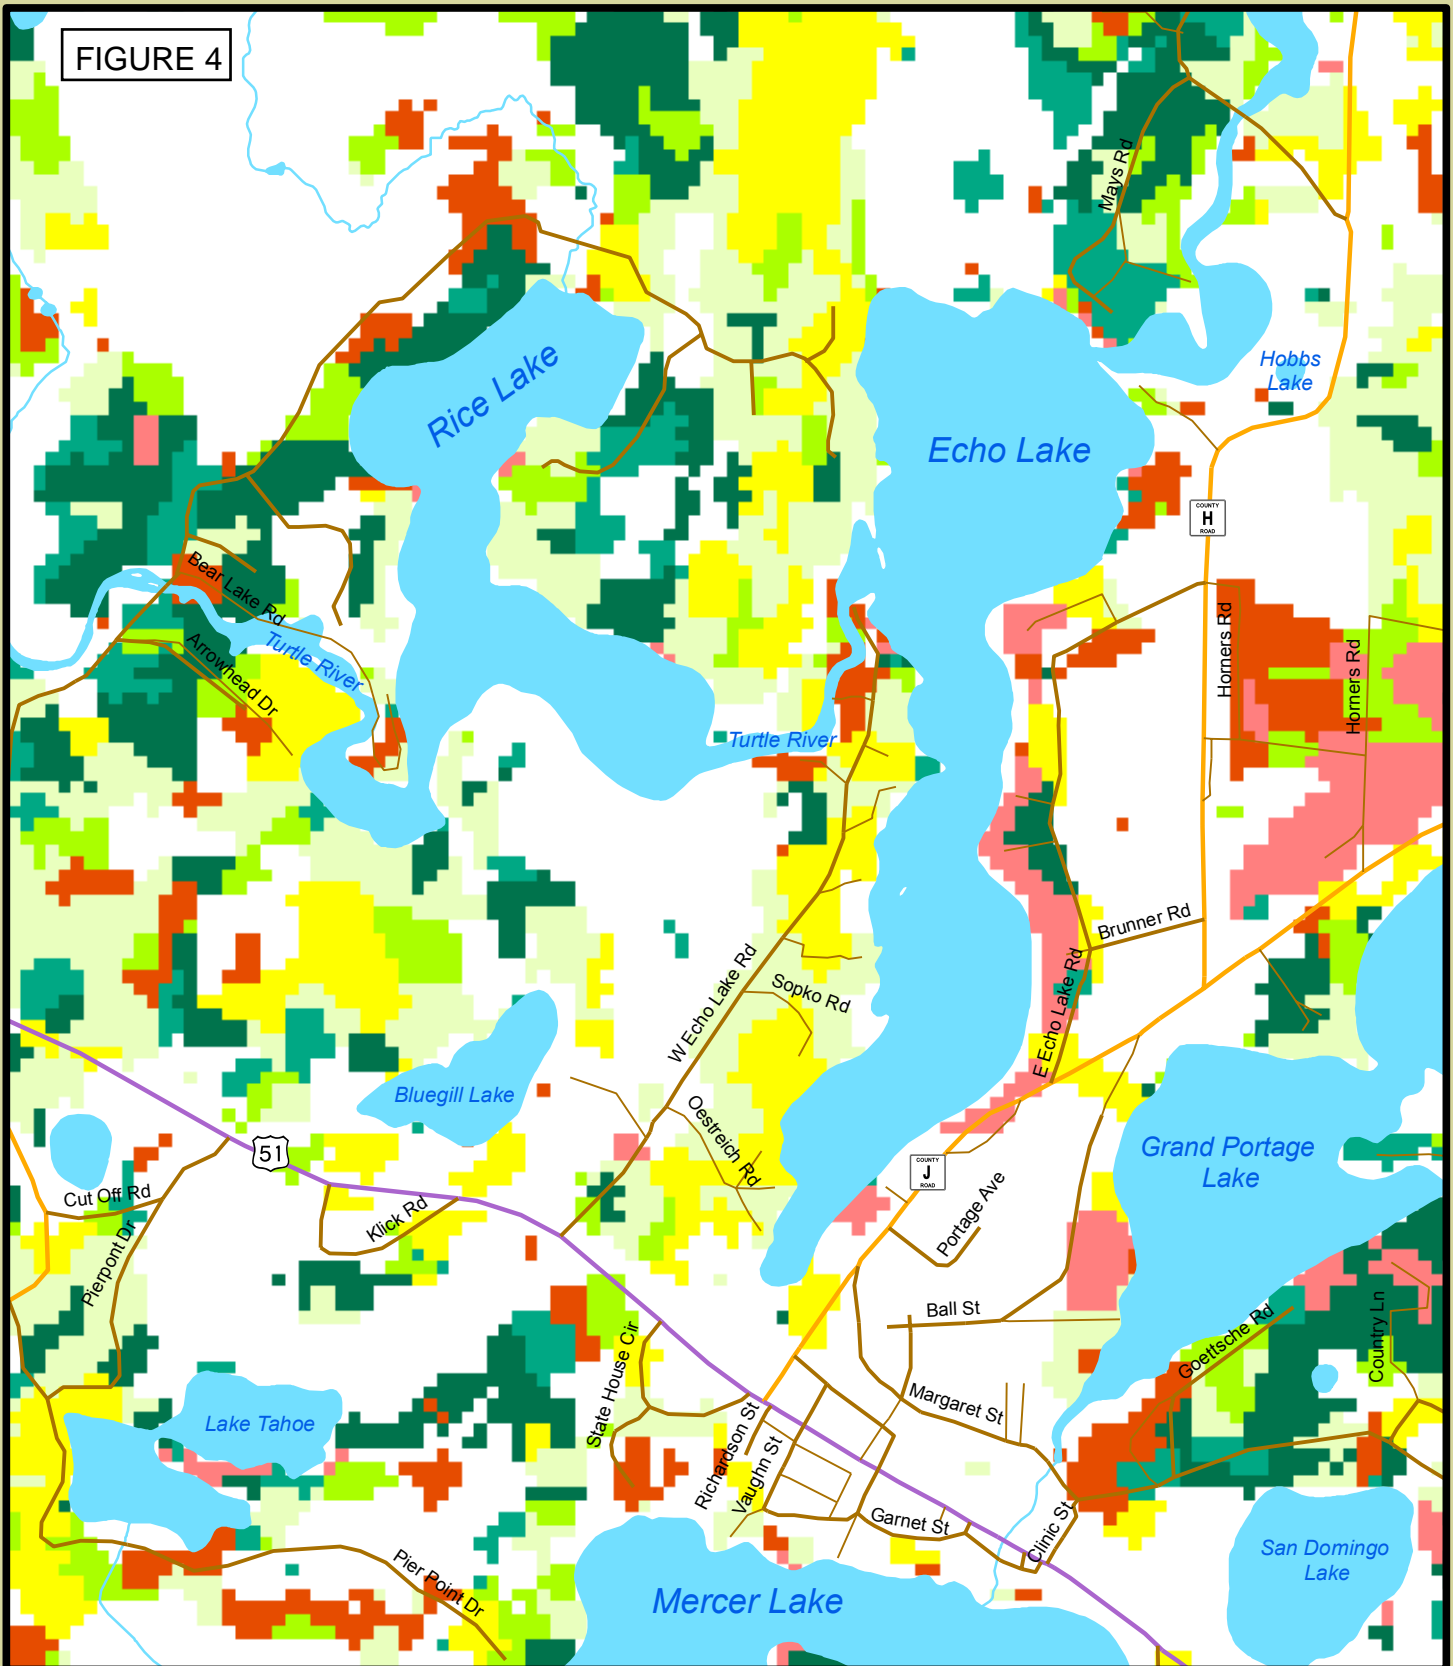 FIGURE 4
Mays Rd
Hobbs
Lake
Rice Lake
Echo Lake
COUNTY
H
ROAD
Bear Lake Rd
Turtle River
Arrowhead Dr
Horners Rd
Horners Rd
Turtle River
Brunner Rd
W Echo Lake Rd
Sopko Rd
E Echo Lake Rd
Bluegill Lake
Oestreich Rd
51
Grand Portage
Lake
COUNTY
J
ROAD
Cut Off Rd
Klick Rd
Pierpont Dr
Portage Ave
Ball St
Goettsche Rd
Country Ln
State House Cir
Margaret St
Lake Tahoe
Richardson St
Vaughn St
Garnet St
Clinic St
Pier Point Dr
San Domingo
Lake
Mercer Lake